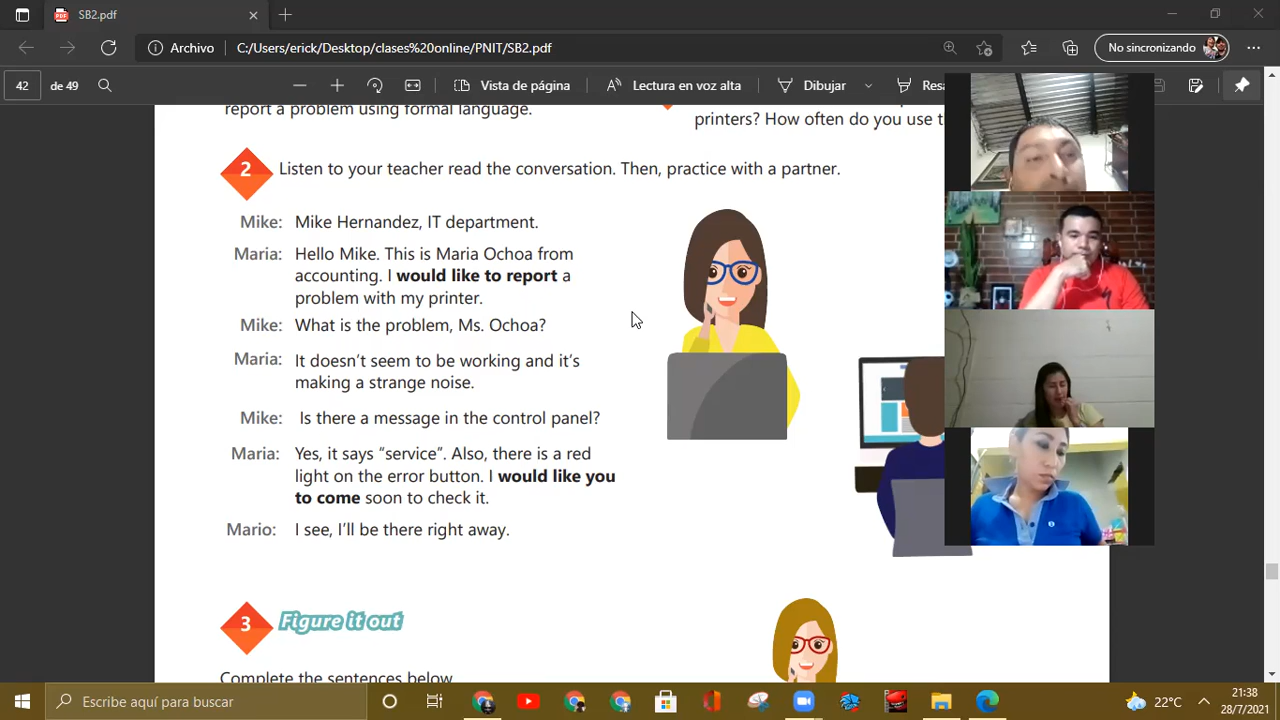 SB2.pdf
Archivo C:/Users/erick/Desktop/clases%20online/PNIT/SB2.pdf
No sincronizando
42 de 49
Vista de página
Lectura en voz alta
Dibujar
report a problem using formal language.
printers? How often do you use t
2 Listen to your teacher read the conversation. Then, practice with a partner.
Mike: Mike Hernandez, IT department.
Maria: Hello Mike. This is Maria Ochoa from
accounting. I would like to report a
problem with my printer.
Mike: What is the problem, Ms. Ochoa?
Maria: It doesn't seem to be working and it's
making a strange noise.
Mike: Is there a message in the control panel?
Maria: Yes, it says "service". Also, there is a red
light on the error button. I would like you
to come soon to check it.
Mario: I see, I'll be there right away.
3 Figure it out
Complete the sentences below
Escribe aquí para buscar
22°C
21:38
28/7/2021